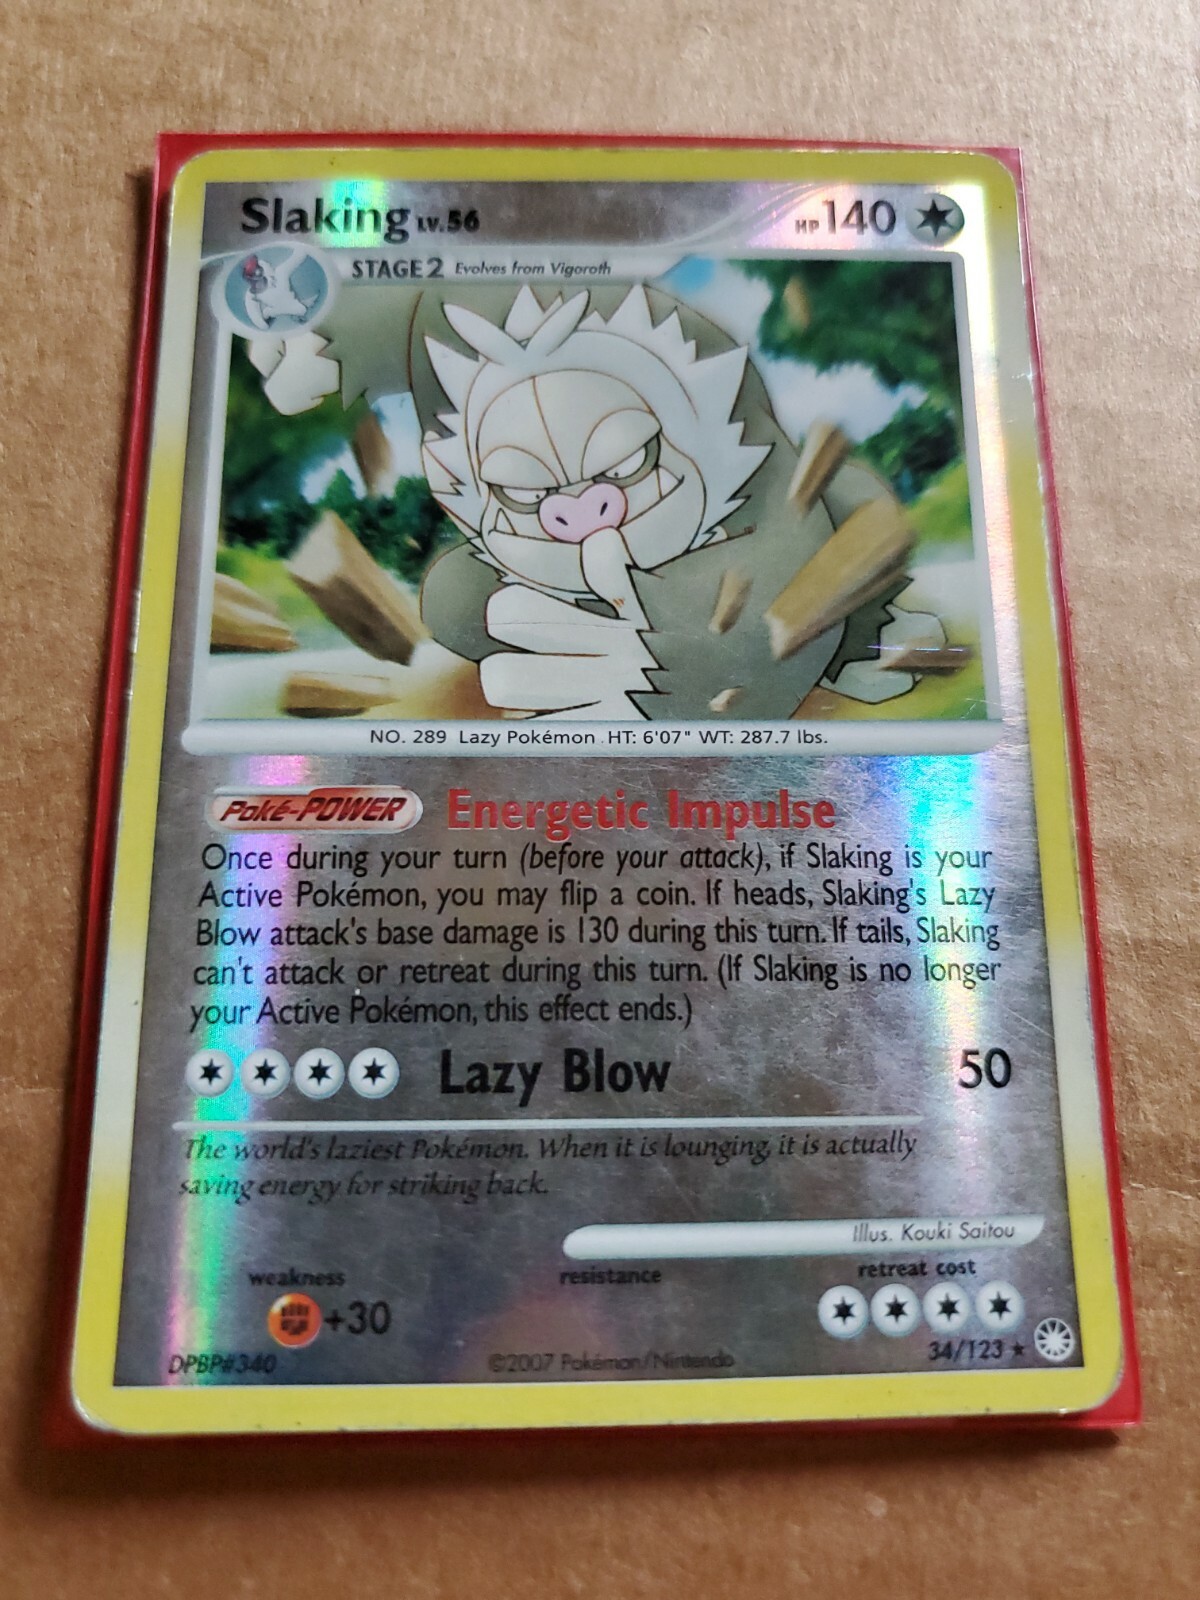 Slaking LV.56 HP 140
STAGE 2 Evolves from Vigoroth
NO. 289 Lazy Pokémon HT: 6'07" WT: 287.7 lbs.
Poké-POWER Energetic Impulse
Once during your turn (before your attack), if Slaking is your
Active Pokémon, you may flip a coin. If heads, Slaking's Lazy
Blow attack's base damage is 130 during this turn. If tails, Slaking
can't attack or retreat during this turn. (If Slaking is no longer
your Active Pokémon, this effect ends.)
Lazy Blow 50
The world's laziest Pokémon. When it is lounging, it is actually
saving energy for striking back.
Illus. Kouki Saitou
weakness resistance retreat cost
+30
DPBP#340 ©2007 Pokémon/Nintendo 34/123 ★